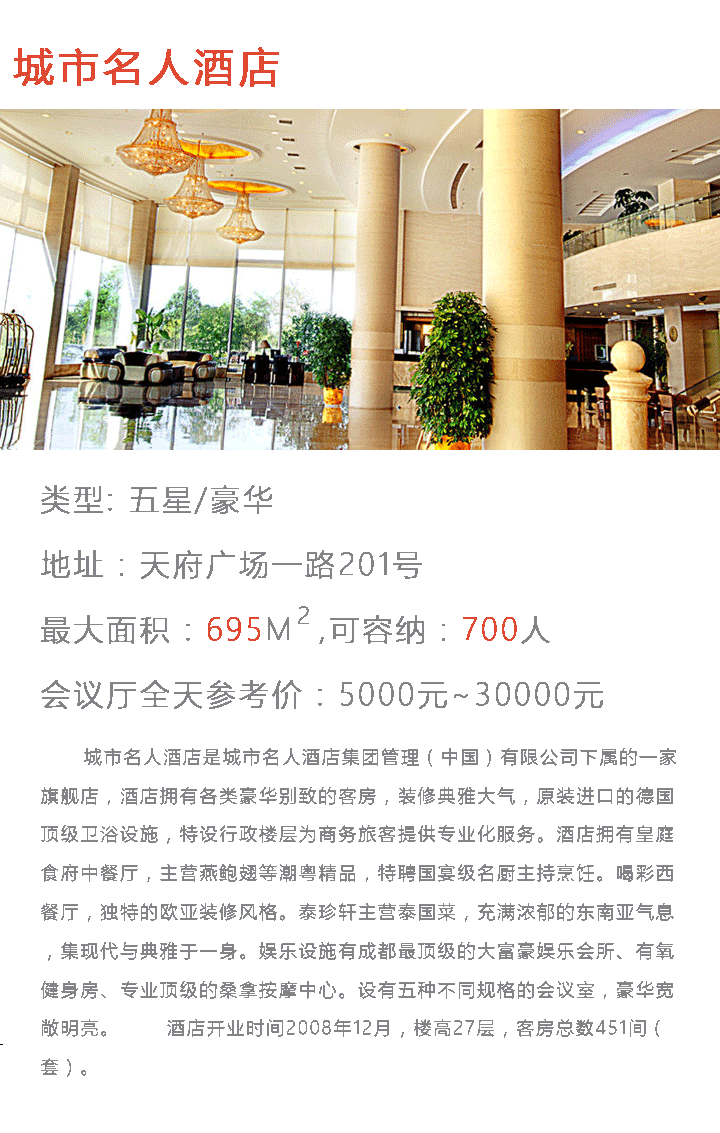 城市名人酒店
类型: 五星/豪华
地址：天府广场一路201号
最大面积：695M²,可容纳：700人
会议厅全天参考价：5000元~30000元
城市名人酒店是城市名人酒店集团管理（中国）有限公司下属的一家
旗舰店，酒店拥有各类豪华别致的客房，装修典雅大气，原装进口的德国
顶级卫浴设施，特设行政楼层为商务旅客提供专业化服务。酒店拥有皇庭
食府中餐厅，主营燕鲍翅等潮粤精品，特聘国宴级名厨主持烹饪。喝彩西
餐厅，独特的欧亚装修风格。泰珍轩主营泰国菜，充满浓郁的东南亚气息
，集现代与典雅于一身。娱乐设施有成都最顶级的大富豪娱乐会所、有氧
健身房、专业顶级的桑拿按摩中心。设有五种不同规格的会议室，豪华宽
敞明亮。 酒店开业时间2008年12月，楼高27层，客房总数451间（
套）。